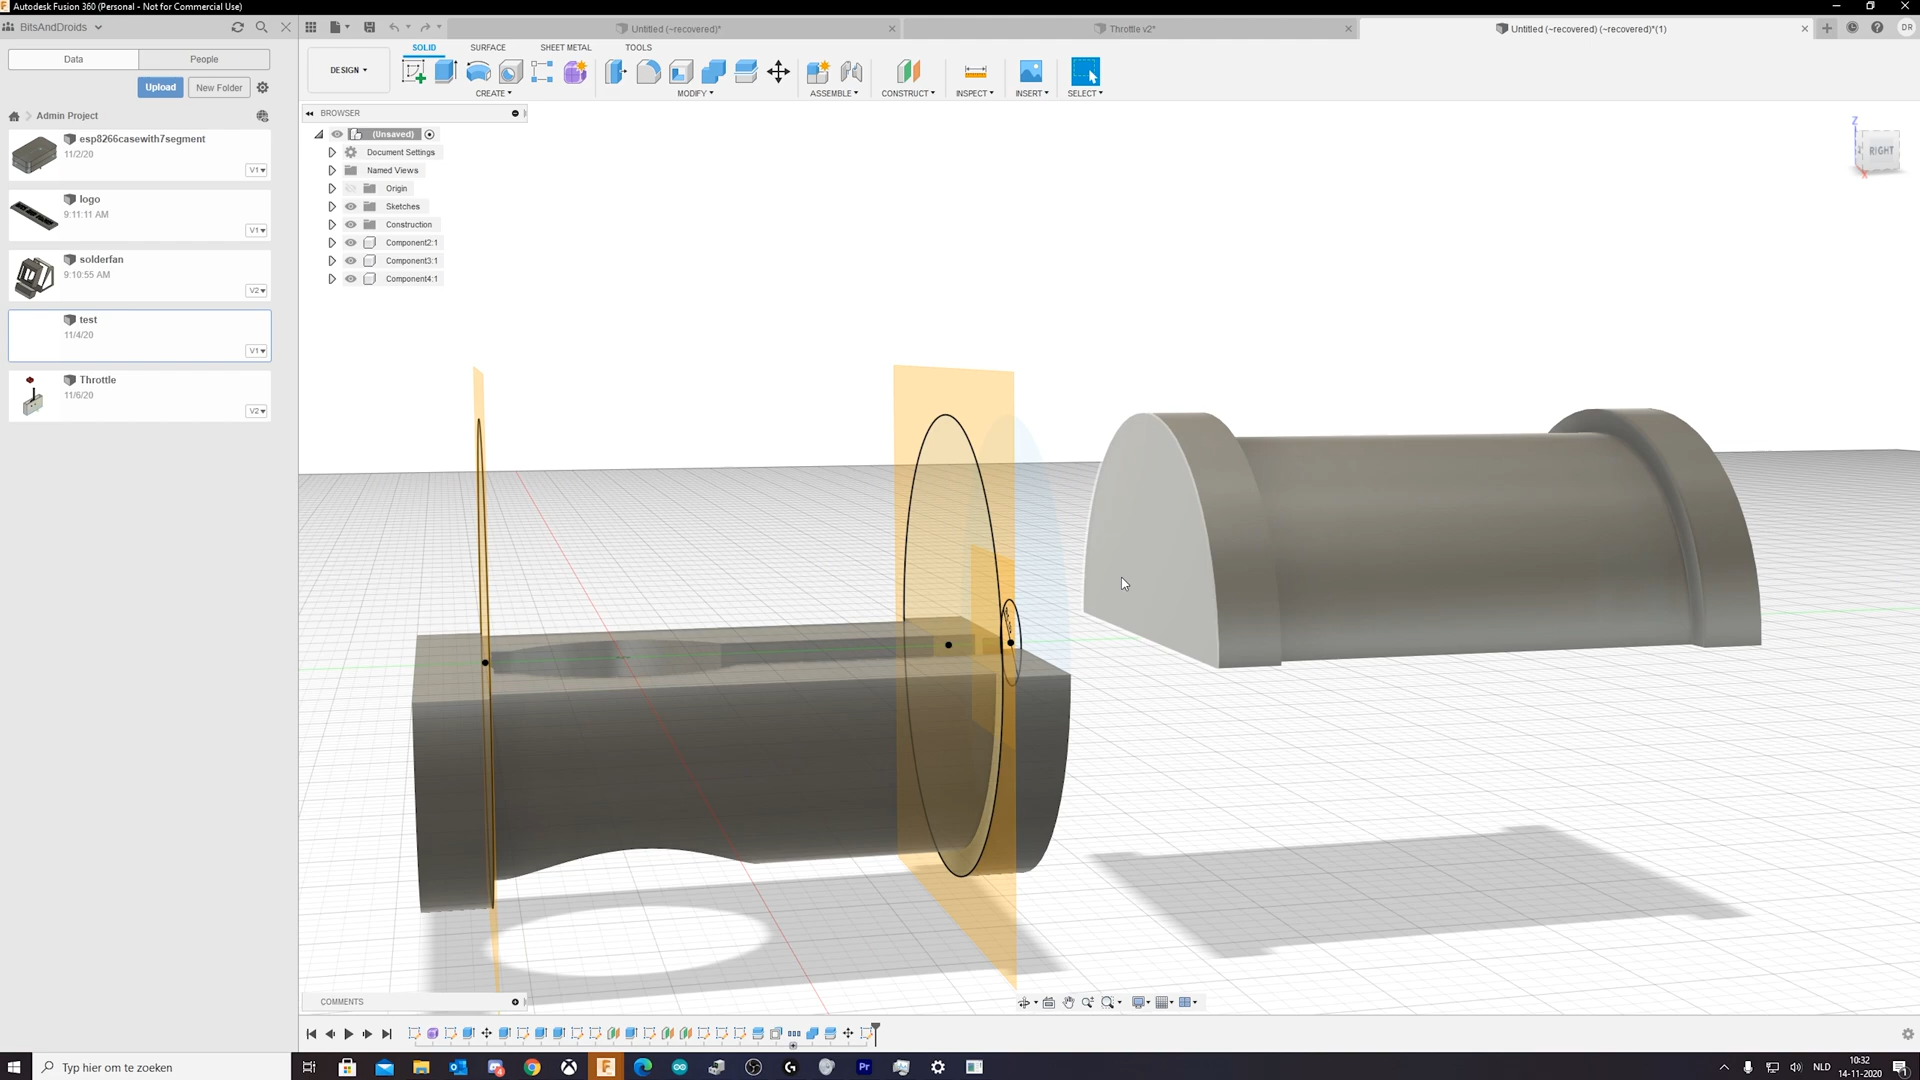 Autodesk Fusion 360 (Personal - Not for Commercial Use)
BitsAndDroids
Untitled (~recovered)*
Throttle v2*
Untitled (~recovered) (~recovered)*(1)
DR
Data
People
SOLID
SURFACE
SHEET METAL
TOOLS
DESIGN
Upload
New Folder
CREATE
MODIFY
ASSEMBLE
CONSTRUCT
INSPECT
INSERT
SELECT
Admin Project
BROWSER
(Unsaved)
Document Settings
Named Views
Origin
Sketches
Construction
Component2:1
Component3:1
Component4:1
esp8266casewith7segment
11/2/20
V1
logo
9:11:11 AM
V1
solderfan
9:10:55 AM
V2
test
11/4/20
V1
Throttle
11/6/20
V2
Z
RIGHT
X
COMMENTS
Typ hier om te zoeken
NLD
10:32
14-11-2020